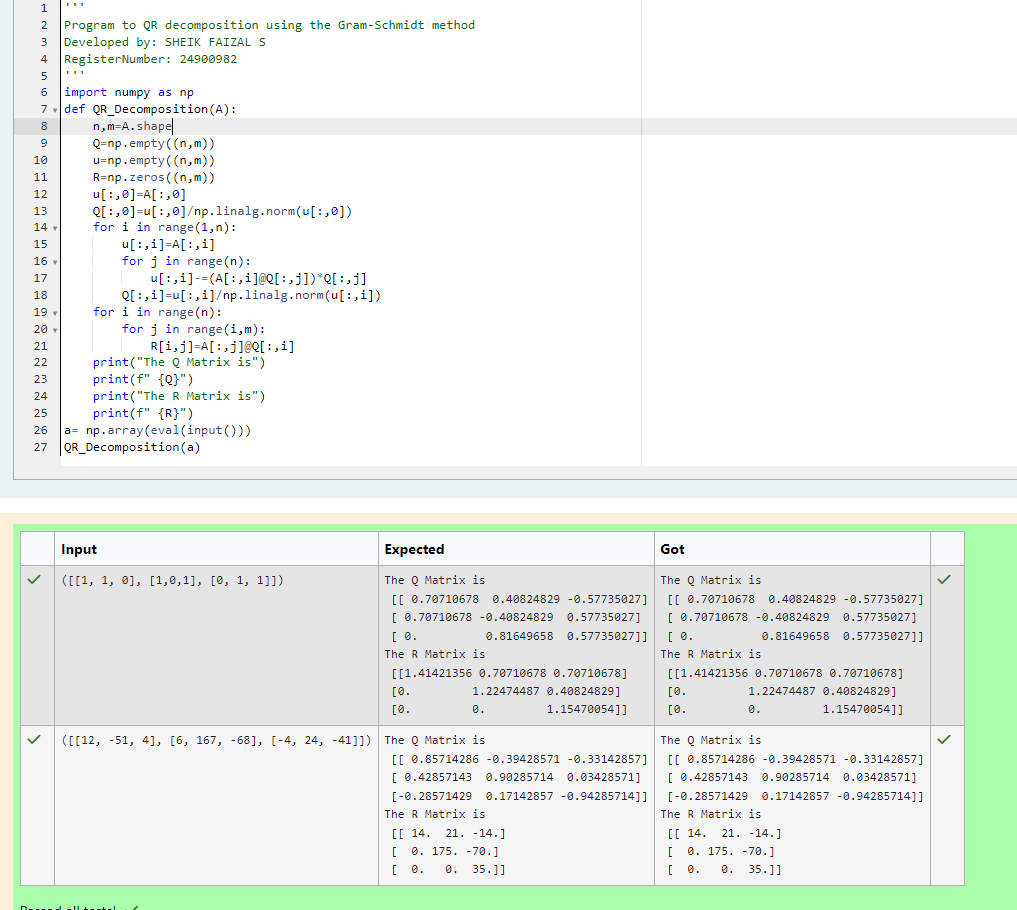 1 '''
2 Program to QR decomposition using the Gram-Schmidt method
3 Developed by: SHEIK FAIZAL S
4 RegisterNumber: 24900982
5 '''
6 import numpy as np
7 def QR_Decomposition(A):
8     n,m=A.shape
9     Q=np.empty((n,m))
10     u=np.empty((n,m))
11     R=np.zeros((n,m))
12     u[:,0]=A[:,0]
13     Q[:,0]=u[:,0]/np.linalg.norm(u[:,0])
14     for i in range(1,n):
15         u[:,i]=A[:,i]
16         for j in range(n):
17             u[:,i]-=(A[:,i]@Q[:,j])*Q[:,j]
18         Q[:,i]=u[:,i]/np.linalg.norm(u[:,i])
19     for i in range(n):
20         for j in range(i,m):
21             R[i,j]=A[:,j]@Q[:,i]
22     print("The Q Matrix is")
23     print(f" {Q}")
24     print("The R Matrix is")
25     print(f" {R}")
26 a= np.array(eval(input()))
27 QR_Decomposition(a)
Input Expected Got
([[1, 1, 0], [1,0,1], [0, 1, 1]])
The Q Matrix is
[[ 0.70710678  0.40824829 -0.57735027]
[ 0.70710678 -0.40824829  0.57735027]
[ 0.          0.81649658  0.57735027]]
The R Matrix is
[[1.41421356 0.70710678 0.70710678]
[0.         1.22474487 0.40824829]
[0.         0.         1.15470054]]
The Q Matrix is
[[ 0.70710678  0.40824829 -0.57735027]
[ 0.70710678 -0.40824829  0.57735027]
[ 0.          0.81649658  0.57735027]]
The R Matrix is
[[1.41421356 0.70710678 0.70710678]
[0.         1.22474487 0.40824829]
[0.         0.         1.15470054]]
([[12, -51, 4], [6, 167, -68], [-4, 24, -41]])
The Q Matrix is
[[ 0.85714286 -0.39428571 -0.33142857]
[ 0.42857143  0.90285714  0.03428571]
[-0.28571429  0.17142857 -0.94285714]]
The R Matrix is
[[ 14.  21. -14.]
[  0. 175. -70.]
[  0.   0.  35.]]
The Q Matrix is
[[ 0.85714286 -0.39428571 -0.33142857]
[ 0.42857143  0.90285714  0.03428571]
[-0.28571429  0.17142857 -0.94285714]]
The R Matrix is
[[ 14.  21. -14.]
[  0. 175. -70.]
[  0.   0.  35.]]
Passed all tests!